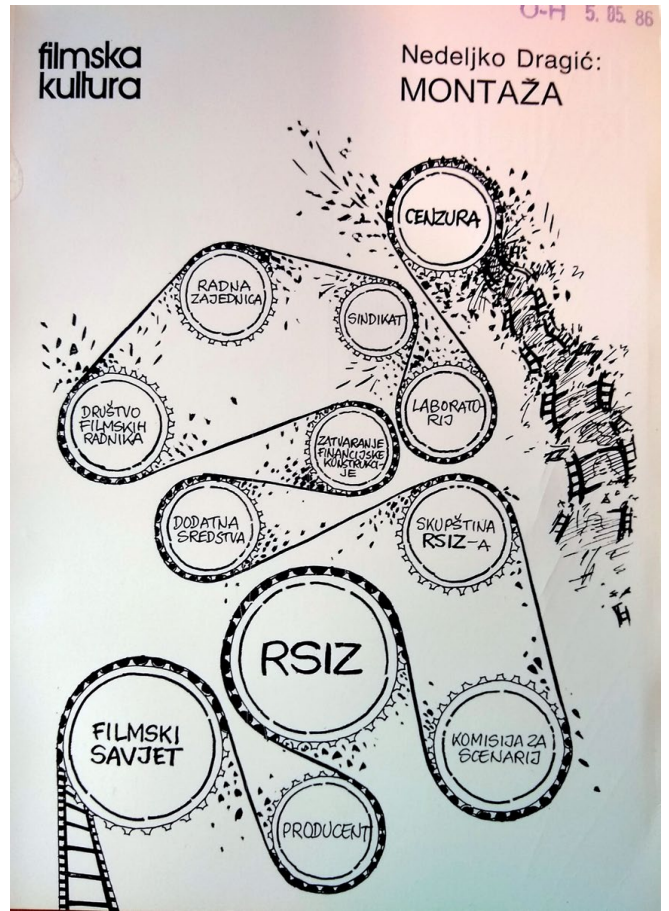 O-H 5. 05. 86
filmska
kultura
Nedeljko Dragić:
MONTAŽA
CENZURA
RADNA
ZAJEDNICA
SINDIKAT
DRUŠTVO
FILMSKIH
RADNIKA
LABORATO-
RIJ
ZATVARANJE
FINANCIJSKE
KONSTRUKCI-
JE
DODATNA
SREDSTVA
SKUPŠTINA
RSIZ-A
RSIZ
FILMSKI
SAVJET
KOMISIJA ZA
SCENARIJ
PRODUCENT